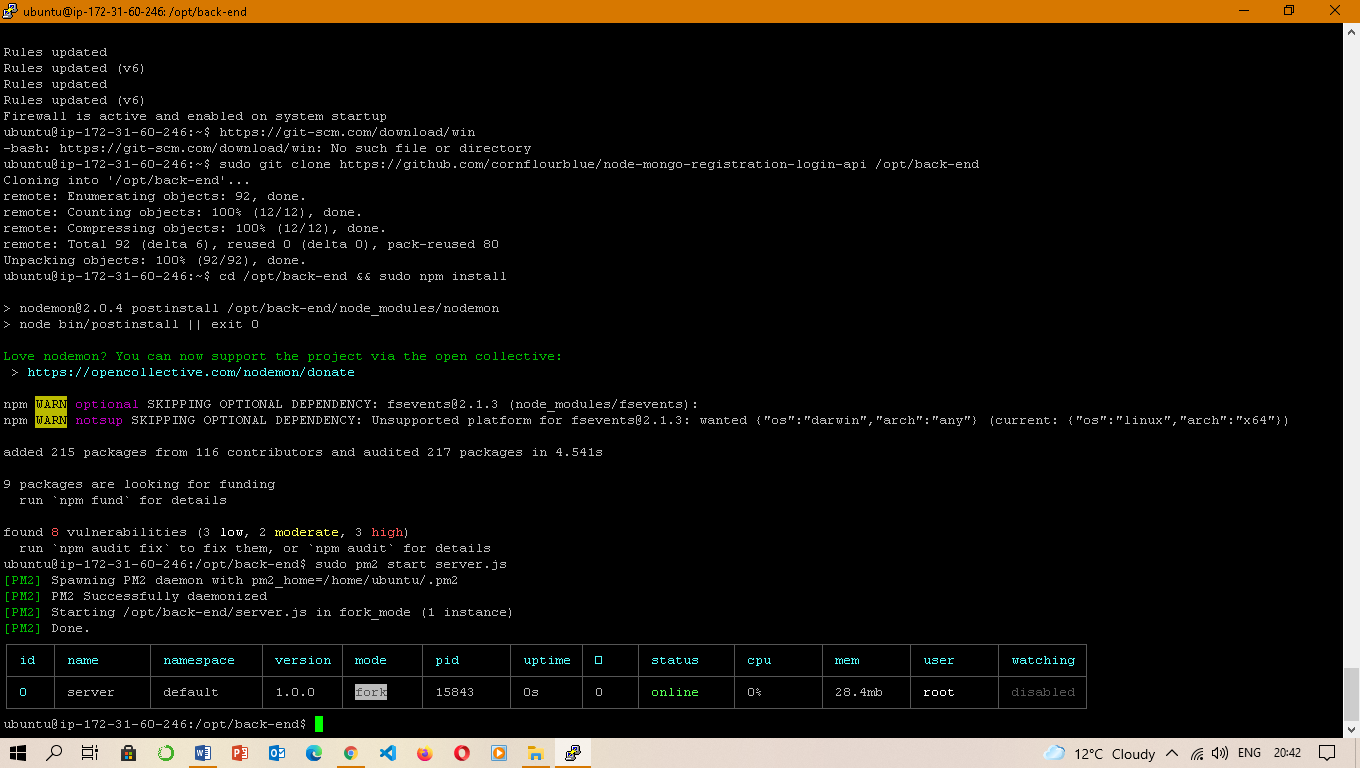 ubuntu@ip-172-31-60-246: /opt/back-end
Rules updated
Rules updated (v6)
Rules updated
Rules updated (v6)
Firewall is active and enabled on system startup
ubuntu@ip-172-31-60-246:~$ https://git-scm.com/download/win
-bash: https://git-scm.com/download/win: No such file or directory
ubuntu@ip-172-31-60-246:~$ sudo git clone https://github.com/cornflourblue/node-mongo-registration-login-api /opt/back-end
Cloning into '/opt/back-end'...
remote: Enumerating objects: 92, done.
remote: Counting objects: 100% (12/12), done.
remote: Compressing objects: 100% (12/12), done.
remote: Total 92 (delta 6), reused 0 (delta 0), pack-reused 80
Unpacking objects: 100% (92/92), done.
ubuntu@ip-172-31-60-246:~$ cd /opt/back-end && sudo npm install
> nodemon@2.0.4 postinstall /opt/back-end/node_modules/nodemon
> node bin/postinstall || exit 0
Love nodemon? You can now support the project via the open collective:
> https://opencollective.com/nodemon/donate
npm WARN optional SKIPPING OPTIONAL DEPENDENCY: fsevents@2.1.3 (node_modules/fsevents):
npm WARN notsup SKIPPING OPTIONAL DEPENDENCY: Unsupported platform for fsevents@2.1.3: wanted {"os":"darwin","arch":"any"} (current: {"os":"linux","arch":"x64"})
added 215 packages from 116 contributors and audited 217 packages in 4.541s
9 packages are looking for funding
run `npm fund` for details
found 8 vulnerabilities (3 low, 2 moderate, 3 high)
run `npm audit fix` to fix them, or `npm audit` for details
ubuntu@ip-172-31-60-246:/opt/back-end$ sudo pm2 start server.js
[PM2] Spawning PM2 daemon with pm2_home=/home/ubuntu/.pm2
[PM2] PM2 Successfully daemonized
[PM2] Starting /opt/back-end/server.js in fork_mode (1 instance)
[PM2] Done.
id name namespace version mode pid uptime status cpu mem user watching
0 server default 1.0.0 fork 15843 0s 0 online 0% 28.4mb root disabled
ubuntu@ip-172-31-60-246:/opt/back-end$
12°C Cloudy ENG 20:42